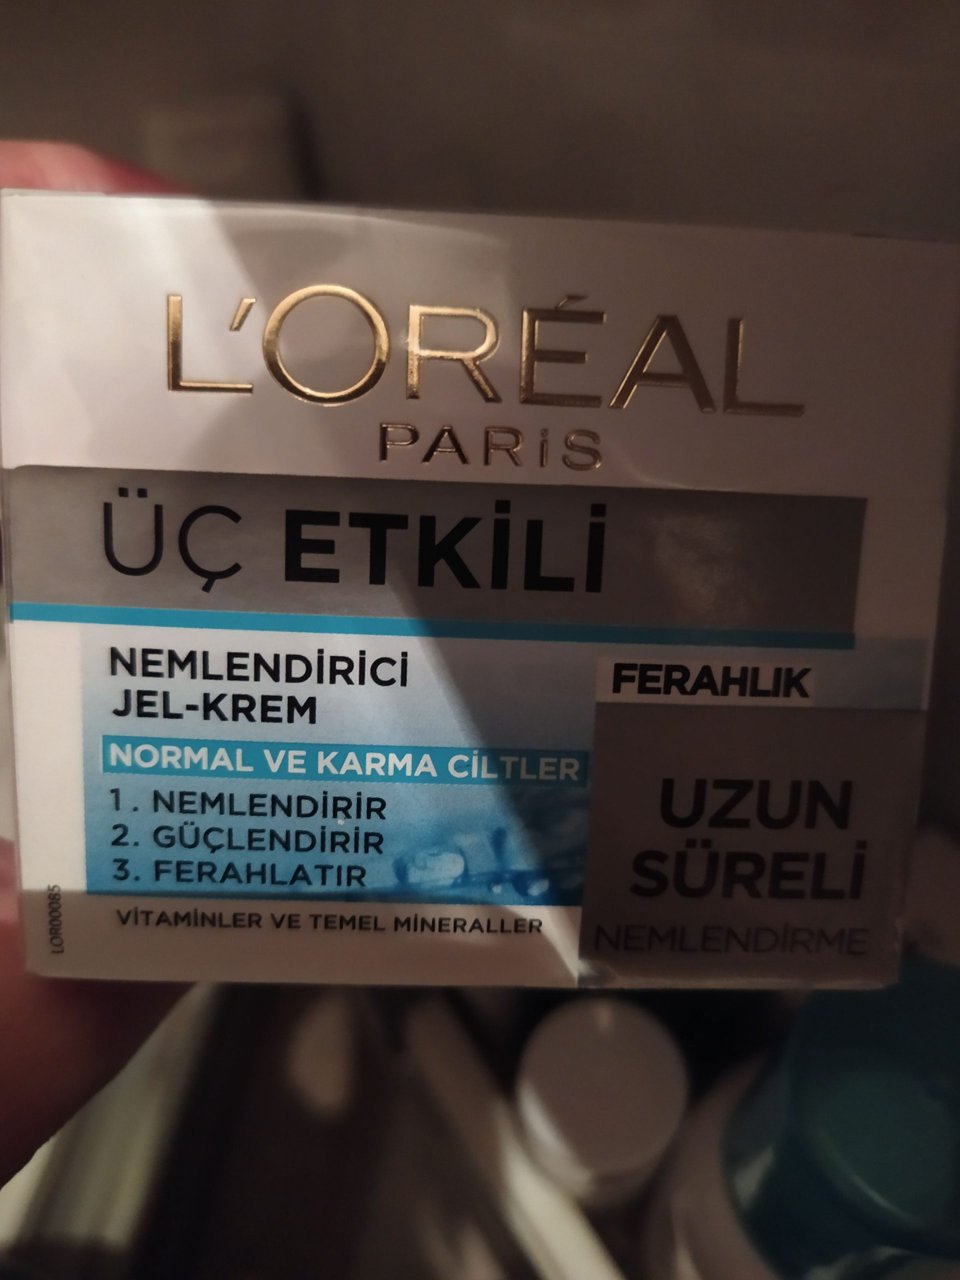 L'ORÉAL
PARiS
ÜÇ ETKİLİ
NEMLENDİRİCİ
JEL-KREM
NORMAL VE KARMA CİLTLER
1. NEMLENDİRİR
2. GÜÇLENDİRİR
3. FERAHLATIR
VİTAMİNLER VE TEMEL MİNERALLER
FERAHLIK
UZUN
SÜRELİ
NEMLENDİRME
LOR00085